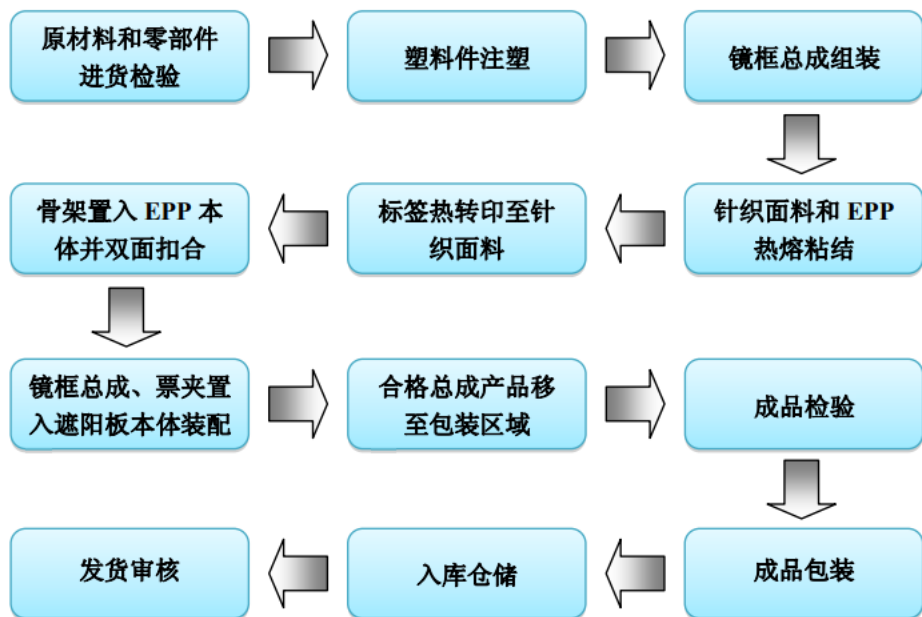 原材料和零部件
进货检验
塑料件注塑
镜框总成组装
针织面料和 EPP
热熔粘结
标签热转印至针
织面料
骨架置入 EPP 本
体并双面扣合
镜框总成、票夹置
入遮阳板本体装配
合格总成产品移
至包装区域
成品检验
成品包装
入库仓储
发货审核